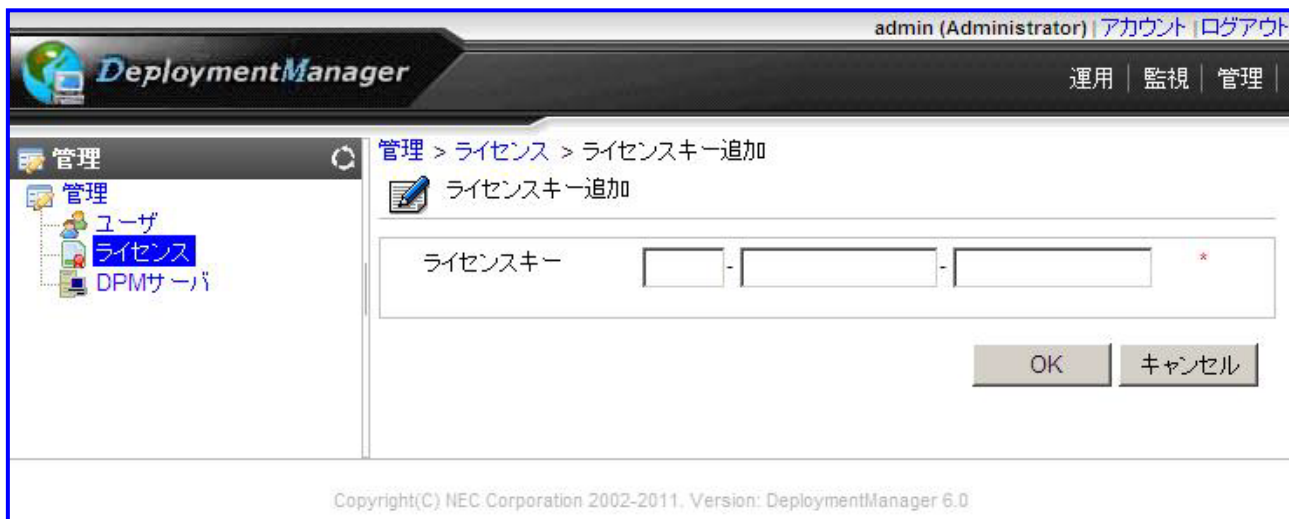 admin (Administrator) | アカウント | ログアウト
DeploymentManager
運用 | 監視 | 管理 |
管理
管理
ユーザ
ライセンス
DPMサーバ
管理 > ライセンス > ライセンスキー追加
ライセンスキー追加
ライセンスキー - - *
OK キャンセル
Copyright(C) NEC Corporation 2002-2011. Version: DeploymentManager 6.0